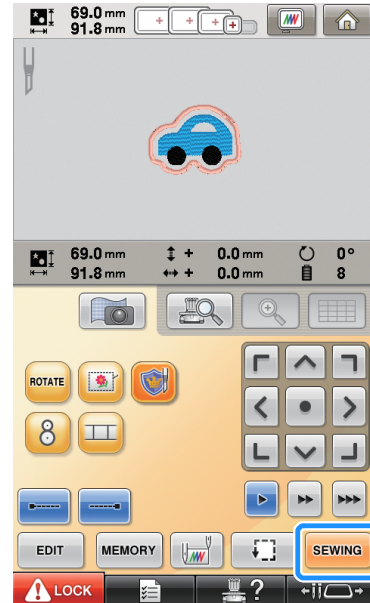 69.0 mm
91.8 mm
69.0 mm + 0.0 mm 0°
91.8 mm + 0.0 mm 8
ROTATE
8
EDIT MEMORY SEWING
LOCK ?